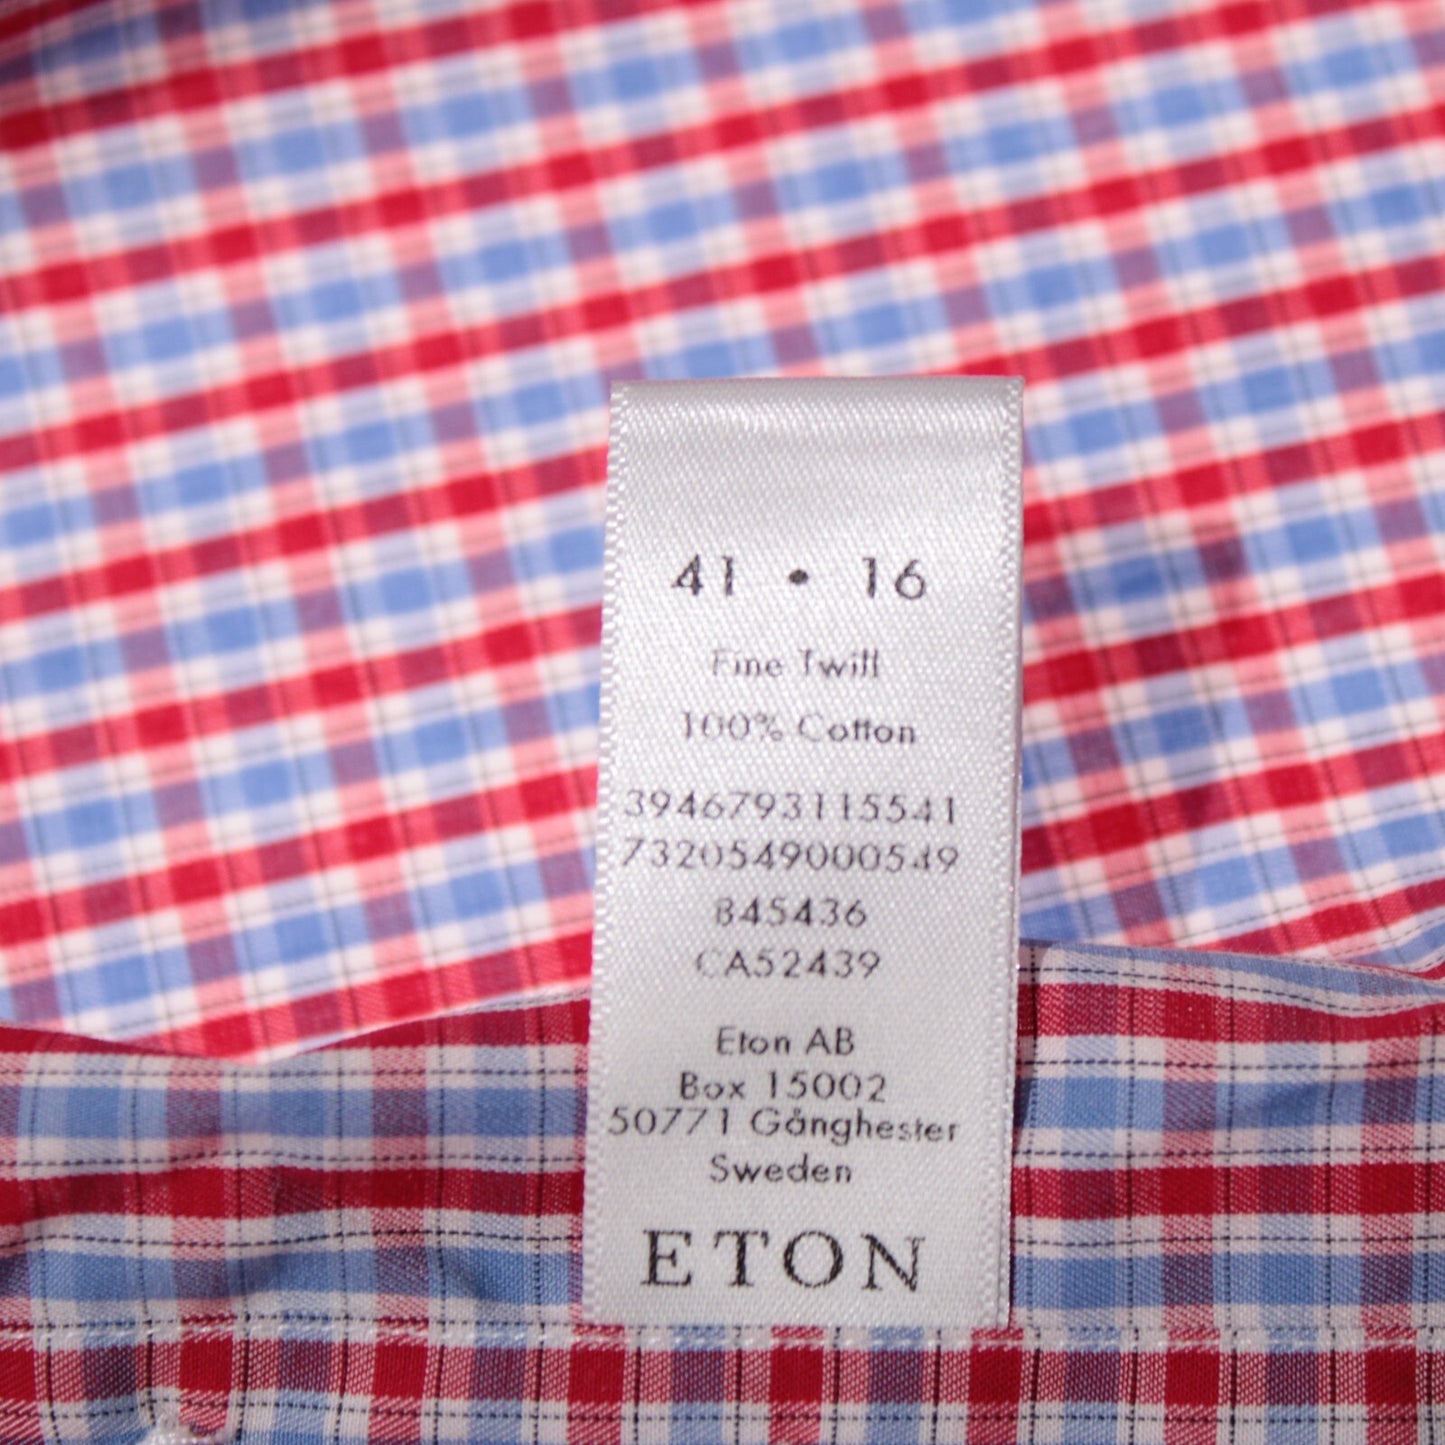 41 • 16
Fine Twill
100% Cotton
3946793115541
7320549000549
845436
CA52439
Eton AB
Box 15002
50771 Gånghester
Sweden
ETON